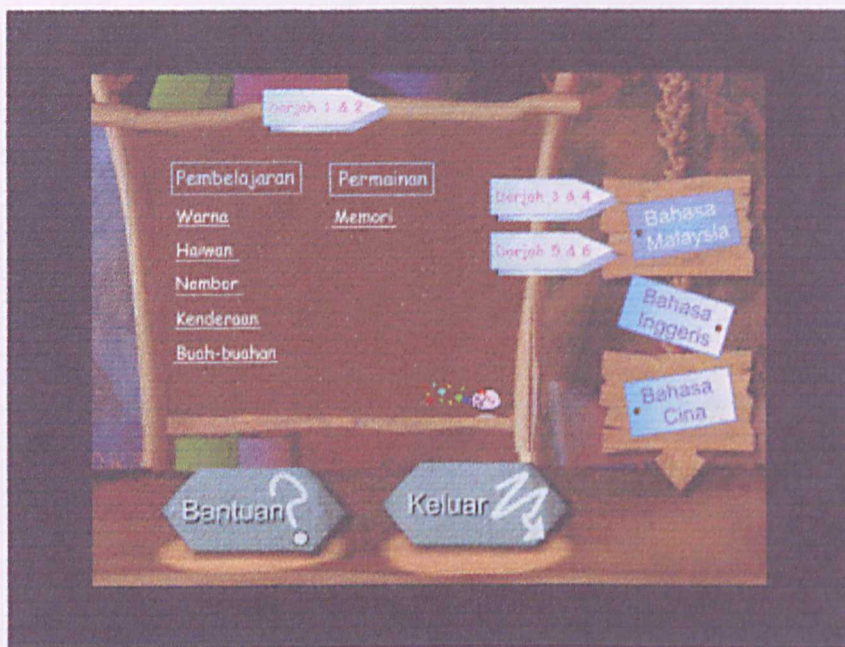 Darjah 1 & 2
Pembelajaran
Permainan
Warna
Memori
Haiwan
Nombor
Kenderaan
Buah-buahan
Darjah 3 & 4
Darjah 5 & 6
Bahasa
Malaysia
Bahasa
Inggeris
Bahasa
Cina
Bantuan
Keluar